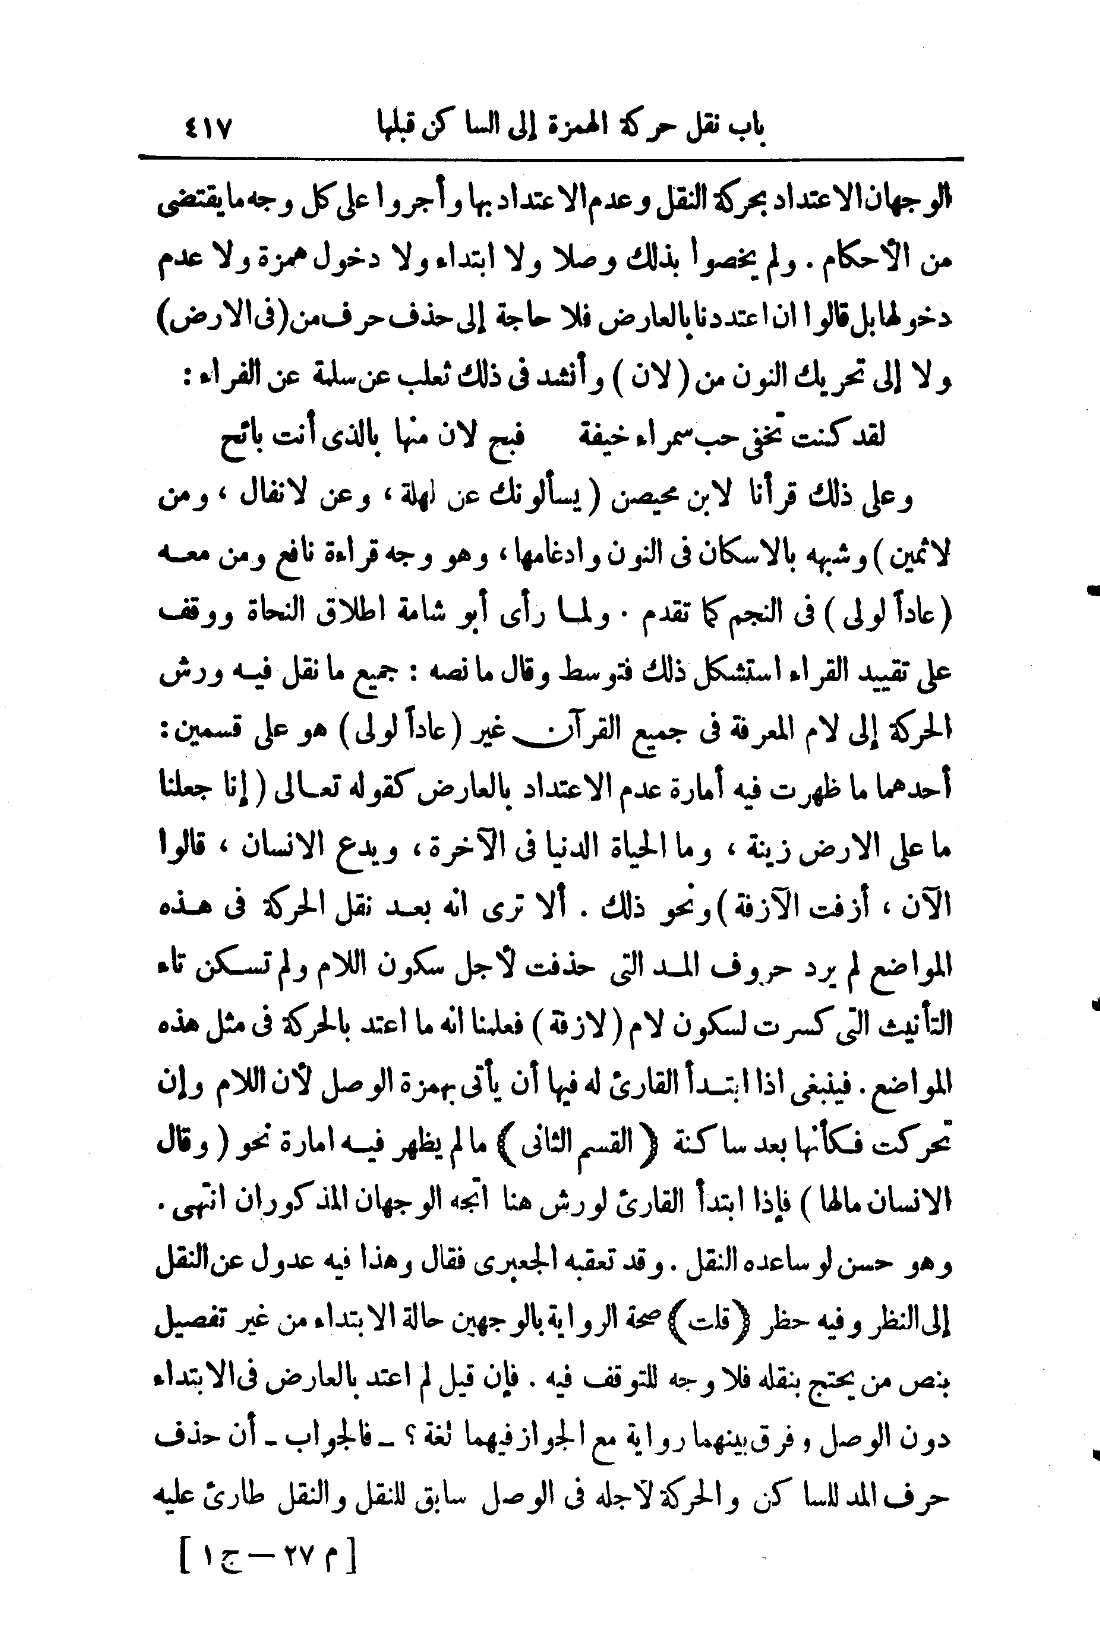 باب نقل حركة الهمزة إلى الساكن قبلها ٤١٧
الوجهان الاعتداد بحركة النقل وعدم الاعتداد بها وأجروا على كل وجه ما يقتضى
من الأحكام . ولم يخصوا بذلك وصلا ولا ابتداء ولا دخول همزة ولا عدم
دخولها بل قالوا ان اعتددنا بالعارض فلا حاجة إلى حذف حرف من (فى الارض)
ولا إلى تحريك النون من (لان) وأنشد فى ذلك ثعلب عن سلمة عن الفراء :
لقد كنت تخفى حب سمراء خيفة فبح لان منها بالذى أنت بائح
وعلى ذلك قرأنا لابن محيصن (يسألونك عن لهلة ، وعن لانفال ، ومن
لاثمين) وشبهه بالاسكان فى النون وادغامها ، وهو وجه قراءة نافع ومن معه
(عاداً لولى) فى النجم كما تقدم . ولما رأى أبو شامة اطلاق النحاة ووقف
على تقييد القراء استشكل ذلك فتوسط وقال ما نصه : جميع ما نقل فيه ورش
الحركة إلى لام المعرفة فى جميع القرآن غير (عاداً لولى) هو على قسمين :
أحدهما ما ظهرت فيه أمارة عدم الاعتداد بالعارض كقوله تعالى (إنا جعلنا
ما على الارض زينة ، وما الحياة الدنيا فى الآخرة ، ويدع الانسان ، قالوا
الآن ، أزفت الآزفة) ونحو ذلك . ألا ترى انه بعد نقل الحركة فى هذه
المواضع لم يرد حروف المد التى حذفت لأجل سكون اللام ولم تسكن تاء
التأنيث التى كسرت لسكون لام (لازفة) فعلمنا انه ما اعتد بالحركة فى مثل هذه
المواضع . فينبغى اذا ابتدأ القارئ له فيها أن يأتى بهمزة الوصل لأن اللام وإن
تحركت فكأنها بعد ساكنة (القسم الثانى) ما لم يظهر فيه امارة نحو (وقال
الانسان مالها) فإذا ابتدأ القارئ لورش هنا اتجه الوجهان المذكوران انتهى .
وهو حسن لو ساعده النقل . وقد تعقبه الجعبرى فقال وهذا فيه عدول عن النقل
إلى النظر وفيه حظر (قلت) صحة الرواية بالوجهين حالة الابتداء من غير تفصيل
بنص من يحتج بنقله فلا وجه للتوقف فيه . فإن قيل لم اعتد بالعارض فى الابتداء
دون الوصل وفرق بينهما رواية مع الجواز فيهما لغة ؟ - فالجواب - أن حذف
حرف المد للساكن والحركة لاجله فى الوصل سابق للنقل والنقل طارئ عليه
[ م ٢٧ — ج ١ ]